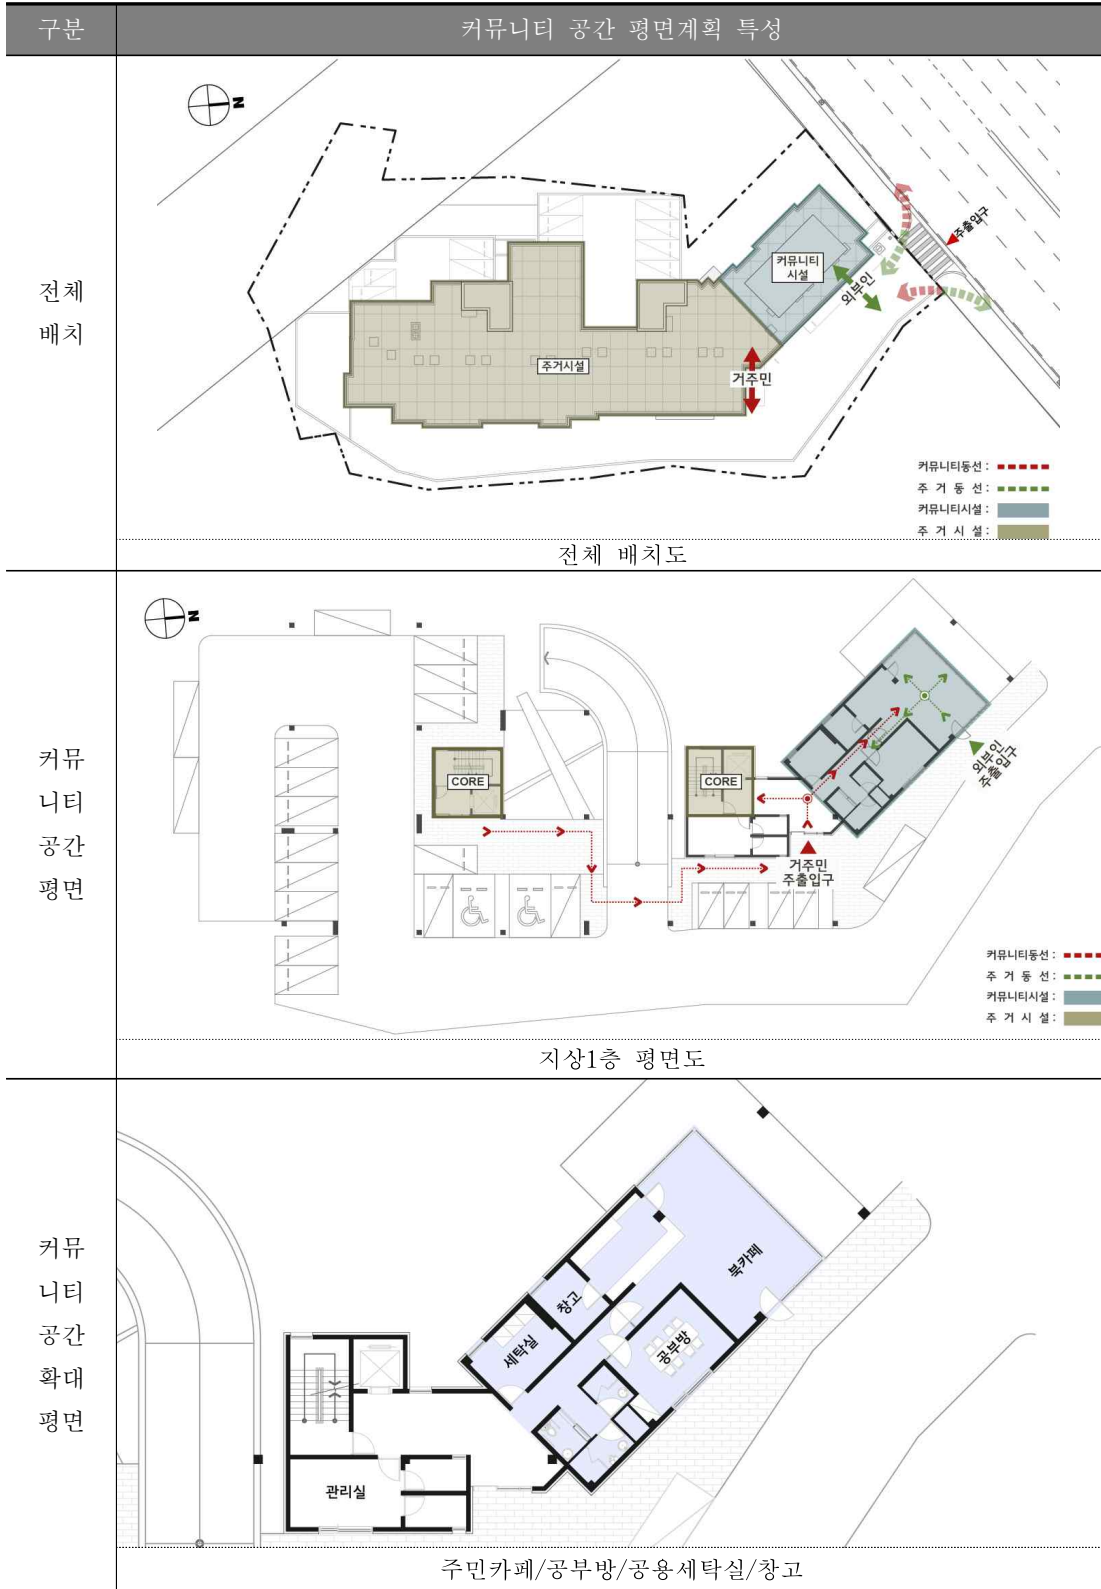 구분
커뮤니티 공간 평면계획 특성
전체
배치
N
주출입구
커뮤니티
시설
외부인
주거시설
거주민
커뮤니티동선 :
주 거 동 선 :
커뮤니티시설 :
주 거 시 설 :
전체 배치도
커뮤
니티
공간
평면
N
CORE
CORE
외부인
주출입구
거주민
주출입구
커뮤니티동선 :
주 거 동 선 :
커뮤니티시설 :
주 거 시 설 :
지상1층 평면도
커뮤
니티
공간
확대
평면
북카페
창고
세탁실
공부방
관리실
주민카페/공부방/공용세탁실/창고